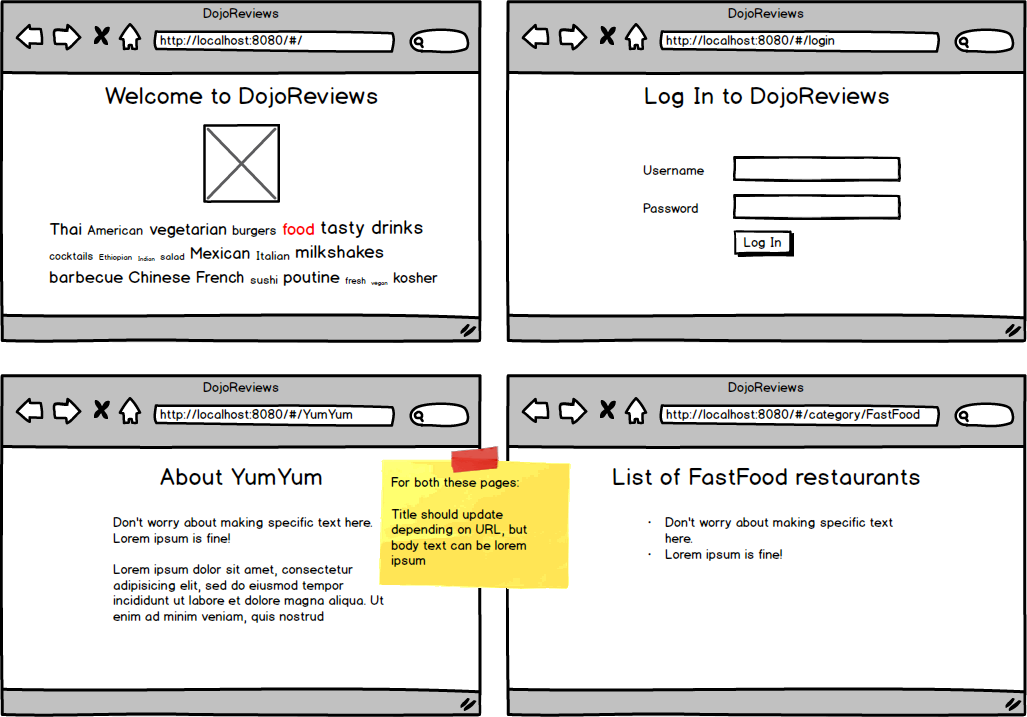 DojoReviews
http://localhost:8080/#/
Welcome to DojoReviews
Thai American vegetarian burgers food tasty drinks
cocktails Ethiopian Indian salad Mexican Italian milkshakes
barbecue Chinese French sushi poutine fresh vegan kosher
DojoReviews
http://localhost:8080/#/login
Log In to DojoReviews
Username
Password
Log In
DojoReviews
http://localhost:8080/#/YumYum
About YumYum
Don't worry about making specific text here.
Lorem ipsum is fine!
Lorem ipsum dolor sit amet, consectetur
adipisicing elit, sed do eiusmod tempor
incididunt ut labore et dolore magna aliqua. Ut
enim ad minim veniam, quis nostrud
For both these pages:
Title should update
depending on URL, but
body text can be lorem
ipsum
DojoReviews
http://localhost:8080/#/category/FastFood
List of FastFood restaurants
· Don't worry about making specific text
here.
· Lorem ipsum is fine!